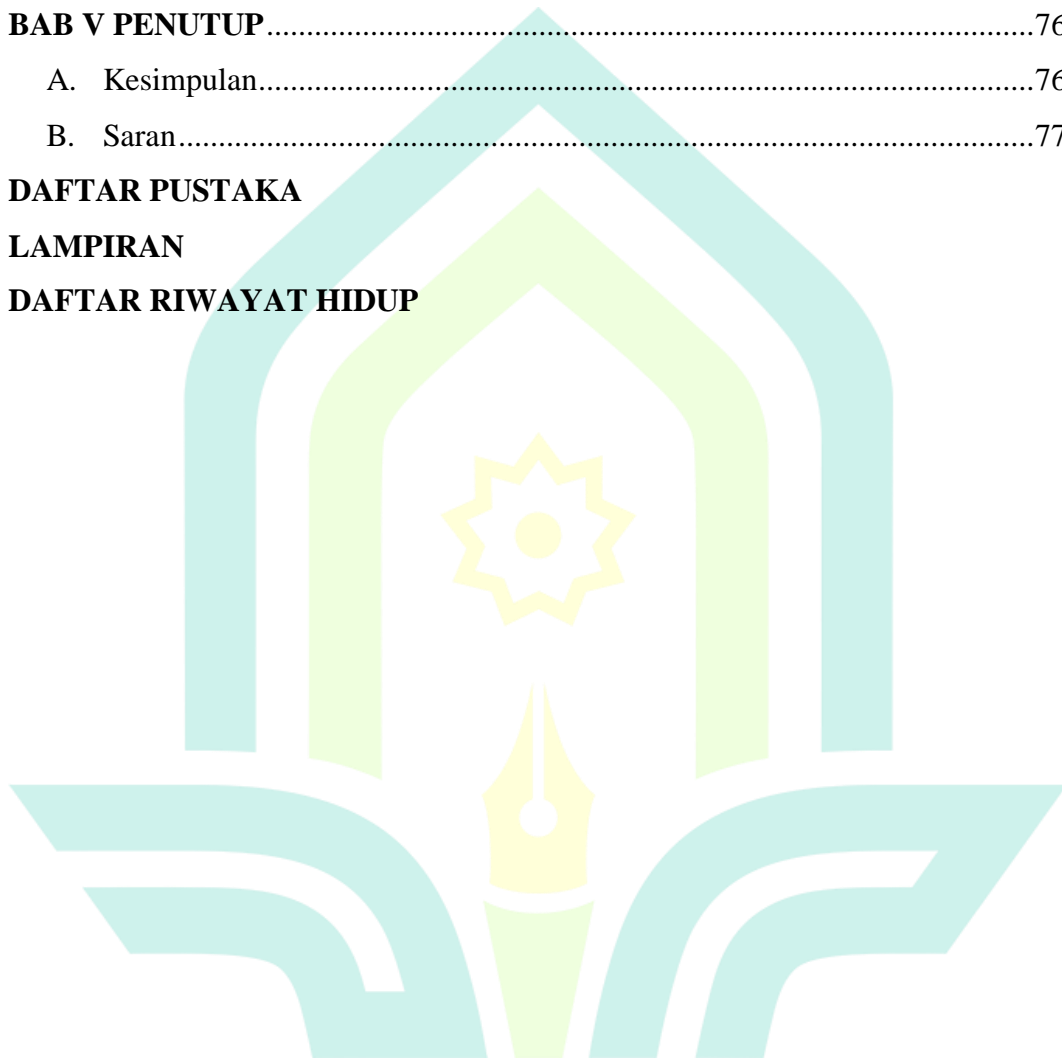 BAB V PENUTUP.....................................................................................................76
A. Kesimpulan.....................................................................................................76
B. Saran.....................................................................................................77
DAFTAR PUSTAKA
LAMPIRAN
DAFTAR RIWAYAT HIDUP